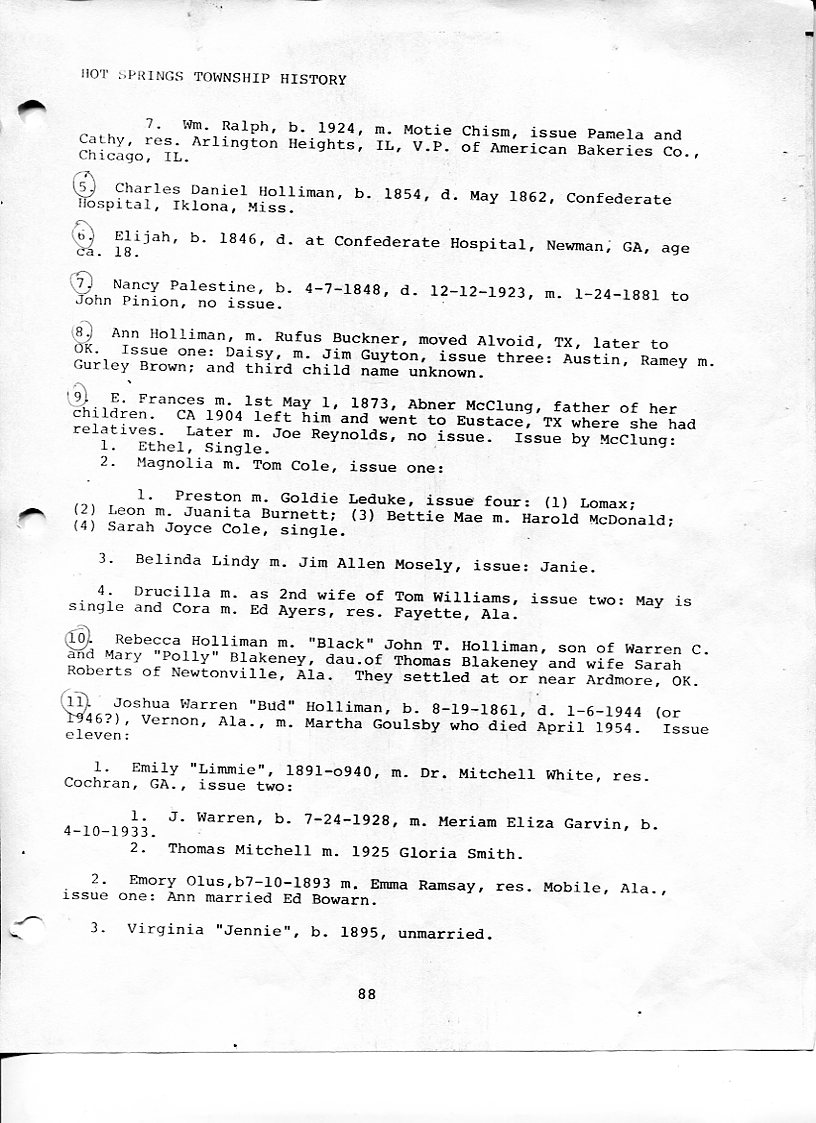 HOT SPRINGS TOWNSHIP HISTORY
7. Wm. Ralph, b. 1924, m. Motie Chism, issue Pamela and
Cathy, res. Arlington Heights, IL, V.P. of American Bakeries Co.,
Chicago, IL.
5. Charles Daniel Holliman, b. 1854, d. May 1862, Confederate
Hospital, Iklona, Miss.
6. Elijah, b. 1846, d. at Confederate Hospital, Newman, GA, age
ca. 18.
7. Nancy Palestine, b. 4-7-1848, d. 12-12-1923, m. 1-24-1881 to
John Pinion, no issue.
8. Ann Holliman, m. Rufus Buckner, moved Alvoid, TX, later to
OK. Issue one: Daisy, m. Jim Guyton, issue three: Austin, Ramey m.
Gurley Brown; and third child name unknown.
9. E. Frances m. 1st May 1, 1873, Abner McClung, father of her
children. CA 1904 left him and went to Eustace, TX where she had
relatives. Later m. Joe Reynolds, no issue. Issue by McClung:
1. Ethel, Single.
2. Magnolia m. Tom Cole, issue one:
1. Preston m. Goldie Leduke, issue four: (1) Lomax;
(2) Leon m. Juanita Burnett; (3) Bettie Mae m. Harold McDonald;
(4) Sarah Joyce Cole, single.
3. Belinda Lindy m. Jim Allen Mosely, issue: Janie.
4. Drucilla m. as 2nd wife of Tom Williams, issue two: May is
single and Cora m. Ed Ayers, res. Fayette, Ala.
10. Rebecca Holliman m. "Black" John T. Holliman, son of Warren C.
and Mary "Polly" Blakeney, dau.of Thomas Blakeney and wife Sarah
Roberts of Newtonville, Ala. They settled at or near Ardmore, OK.
11. Joshua Warren "Bud" Holliman, b. 8-19-1861, d. 1-6-1944 (or
1946?), Vernon, Ala., m. Martha Goulsby who died April 1954. Issue
eleven:
1. Emily "Limmie", 1891-o940, m. Dr. Mitchell White, res.
Cochran, GA., issue two:
1. J. Warren, b. 7-24-1928, m. Meriam Eliza Garvin, b.
4-10-1933.
2. Thomas Mitchell m. 1925 Gloria Smith.
2. Emory Olus,b7-10-1893 m. Emma Ramsay, res. Mobile, Ala.,
issue one: Ann married Ed Bowarn.
3. Virginia "Jennie", b. 1895, unmarried.
88